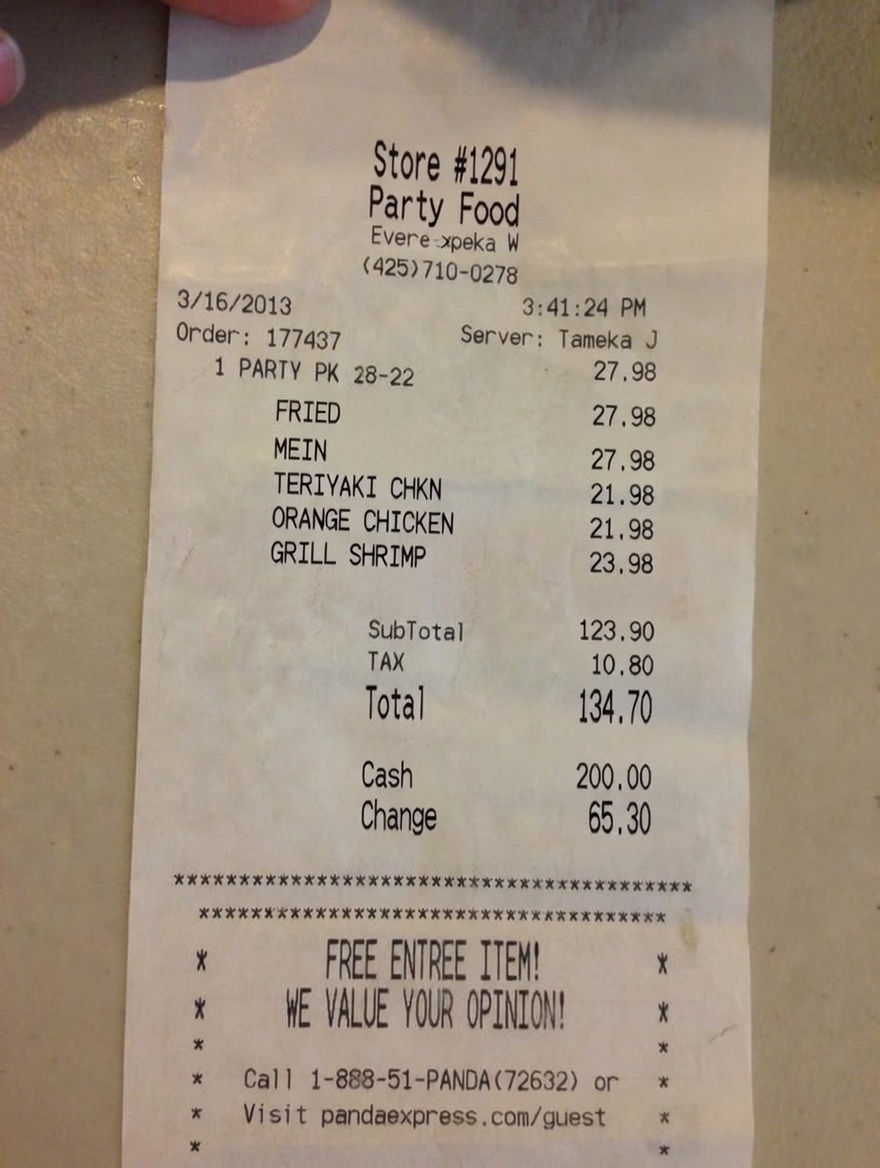 Store #1291
Party Food
W
(425)710-0278
3/16/2013 3:41:24 PM
Order: 177437 Server: Tameka J
1 PARTY PK 28-22 27.98
FRIED 27.98
MEIN 27.98
TERIYAKI CHKN 21.98
ORANGE CHICKEN 21.98
GRILL SHRIMP 23.98
SubTotal 123.90
TAX 10.80
Total 134.70
Cash 200.00
Change 65.30
****************************************
************************************
* FREE ENTREE ITEM! *
* WE VALUE YOUR OPINION! *
* *
* Call 1-888-51-PANDA(72632) or *
* Visit pandaexpress.com/guest *
* *